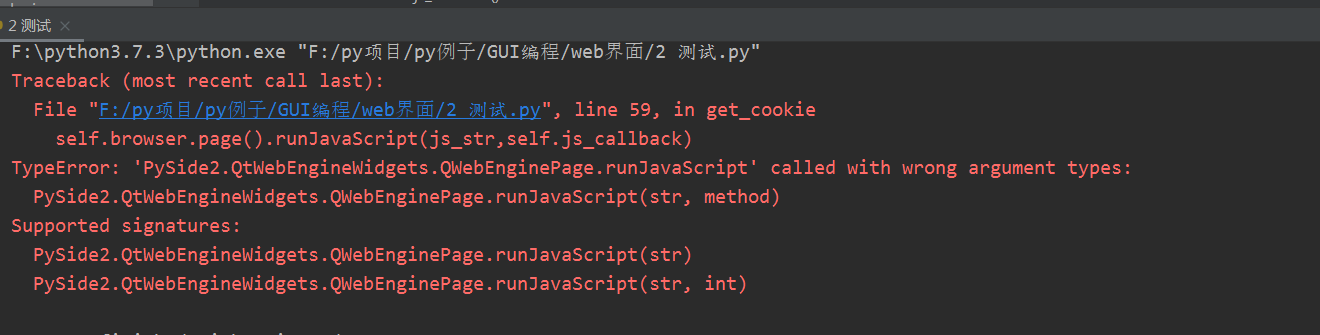 2 测试
F:\python3.7.3\python.exe "F:/py项目/py例子/GUI编程/web界面/2 测试.py"
Traceback (most recent call last):
File "F:/py项目/py例子/GUI编程/web界面/2 测试.py", line 59, in get_cookie
self.browser.page().runJavaScript(js_str,self.js_callback)
TypeError: 'PySide2.QtWebEngineWidgets.QWebEnginePage.runJavaScript' called with wrong argument types:
PySide2.QtWebEngineWidgets.QWebEnginePage.runJavaScript(str, method)
Supported signatures:
PySide2.QtWebEngineWidgets.QWebEnginePage.runJavaScript(str)
PySide2.QtWebEngineWidgets.QWebEnginePage.runJavaScript(str, int)